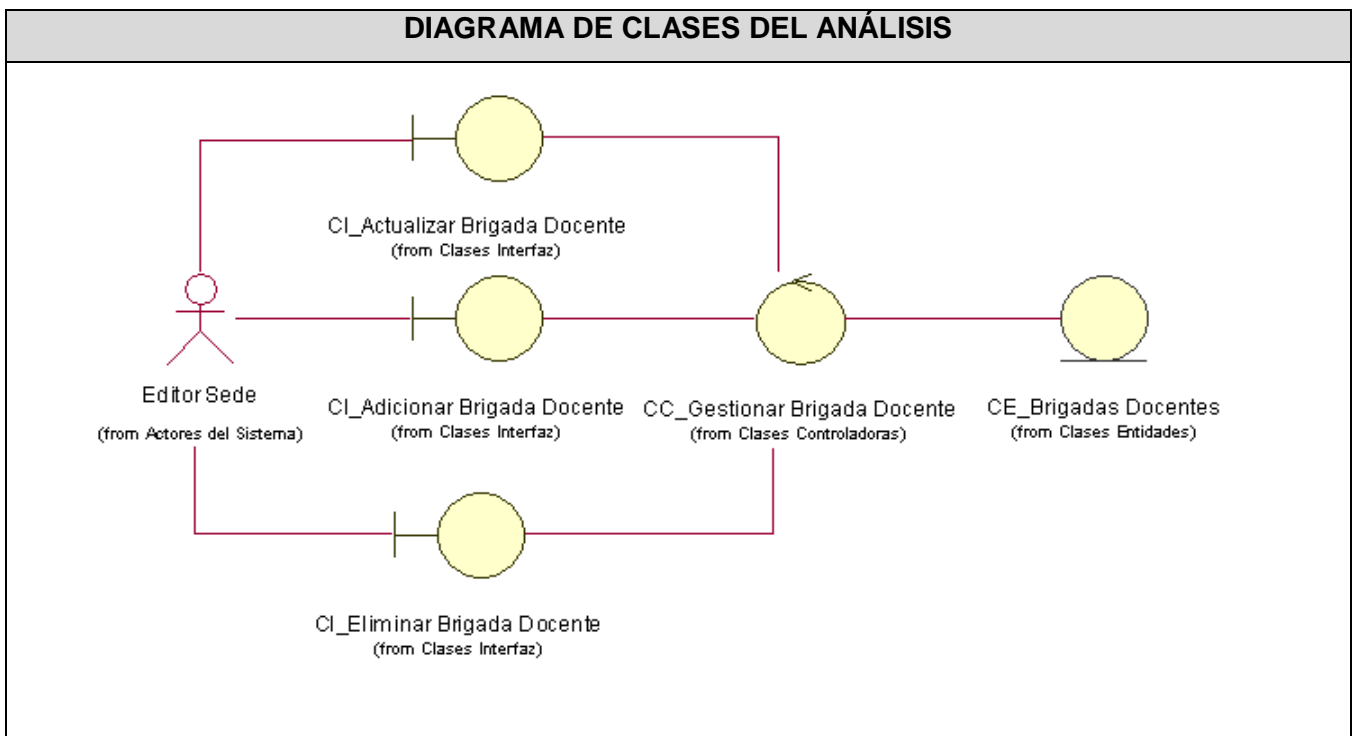 DIAGRAMA DE CLASES DEL ANÁLISIS
CI_Actualizar Brigada Docente
(from Clases Interfaz)
Editor Sede
(from Actores del Sistema)
CI_Adicionar Brigada Docente
(from Clases Interfaz)
CC_Gestionar Brigada Docente
(from Clases Controladoras)
CE_Brigadas Docentes
(from Clases Entidades)
CI_Eliminar Brigada Docente
(from Clases Interfaz)